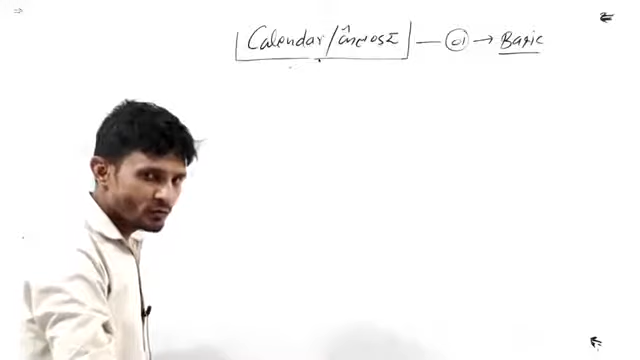 Calendar / — 01 → Basic